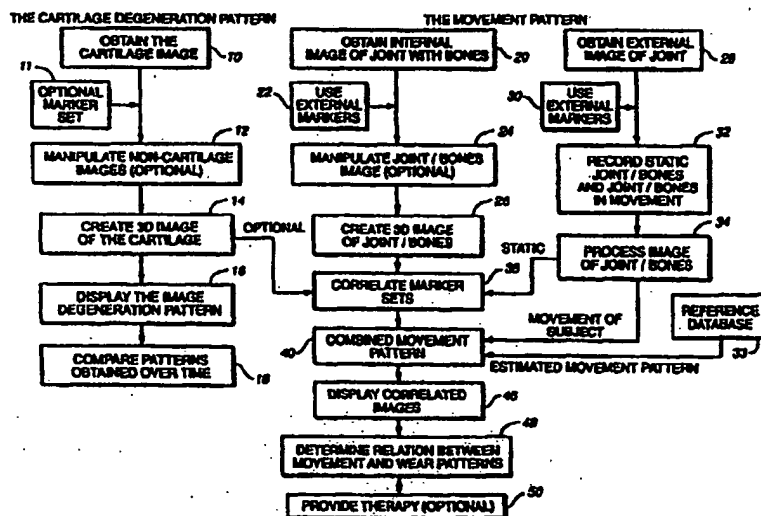 THE CARTILAGE DEGENERATION PATTERN
THE MOVEMENT PATTERN
OBTAIN THE
CARTILAGE IMAGE
10
11
OPTIONAL
MARKER
SET
12
MANIPULATE NON-CARTILAGE
IMAGES (OPTIONAL)
14
CREATE 3D IMAGE
OF THE CARTILAGE
OPTIONAL
16
DISPLAY THE IMAGE
DEGENERATION PATTERN
COMPARE PATTERNS
OBTAINED OVER TIME
18
OBTAIN INTERNAL
IMAGE OF JOINT WITH BONES
20
22
USE
EXTERNAL
MARKERS
24
MANIPULATE JOINT / BONES
IMAGE (OPTIONAL)
26
CREATE 3D IMAGE
OF JOINT / BONES
OBTAIN EXTERNAL
IMAGE OF JOINT
28
30
USE
EXTERNAL
MARKERS
32
RECORD STATIC
JOINT / BONES
AND JOINT / BONES
IN MOVEMENT
34
STATIC
PROCESS IMAGE
OF JOINT / BONES
CORRELATE MARKER
SETS
MOVEMENT OF
SUBJECT
REFERENCE
DATABASE
33
40
COMBINED MOVEMENT
PATTERN
ESTIMATED MOVEMENT PATTERN
DISPLAY CORRELATED
IMAGES
DETERMINE RELATION BETWEEN
MOVEMENT AND WEAR PATTERNS
50
PROVIDE THERAPY (OPTIONAL)